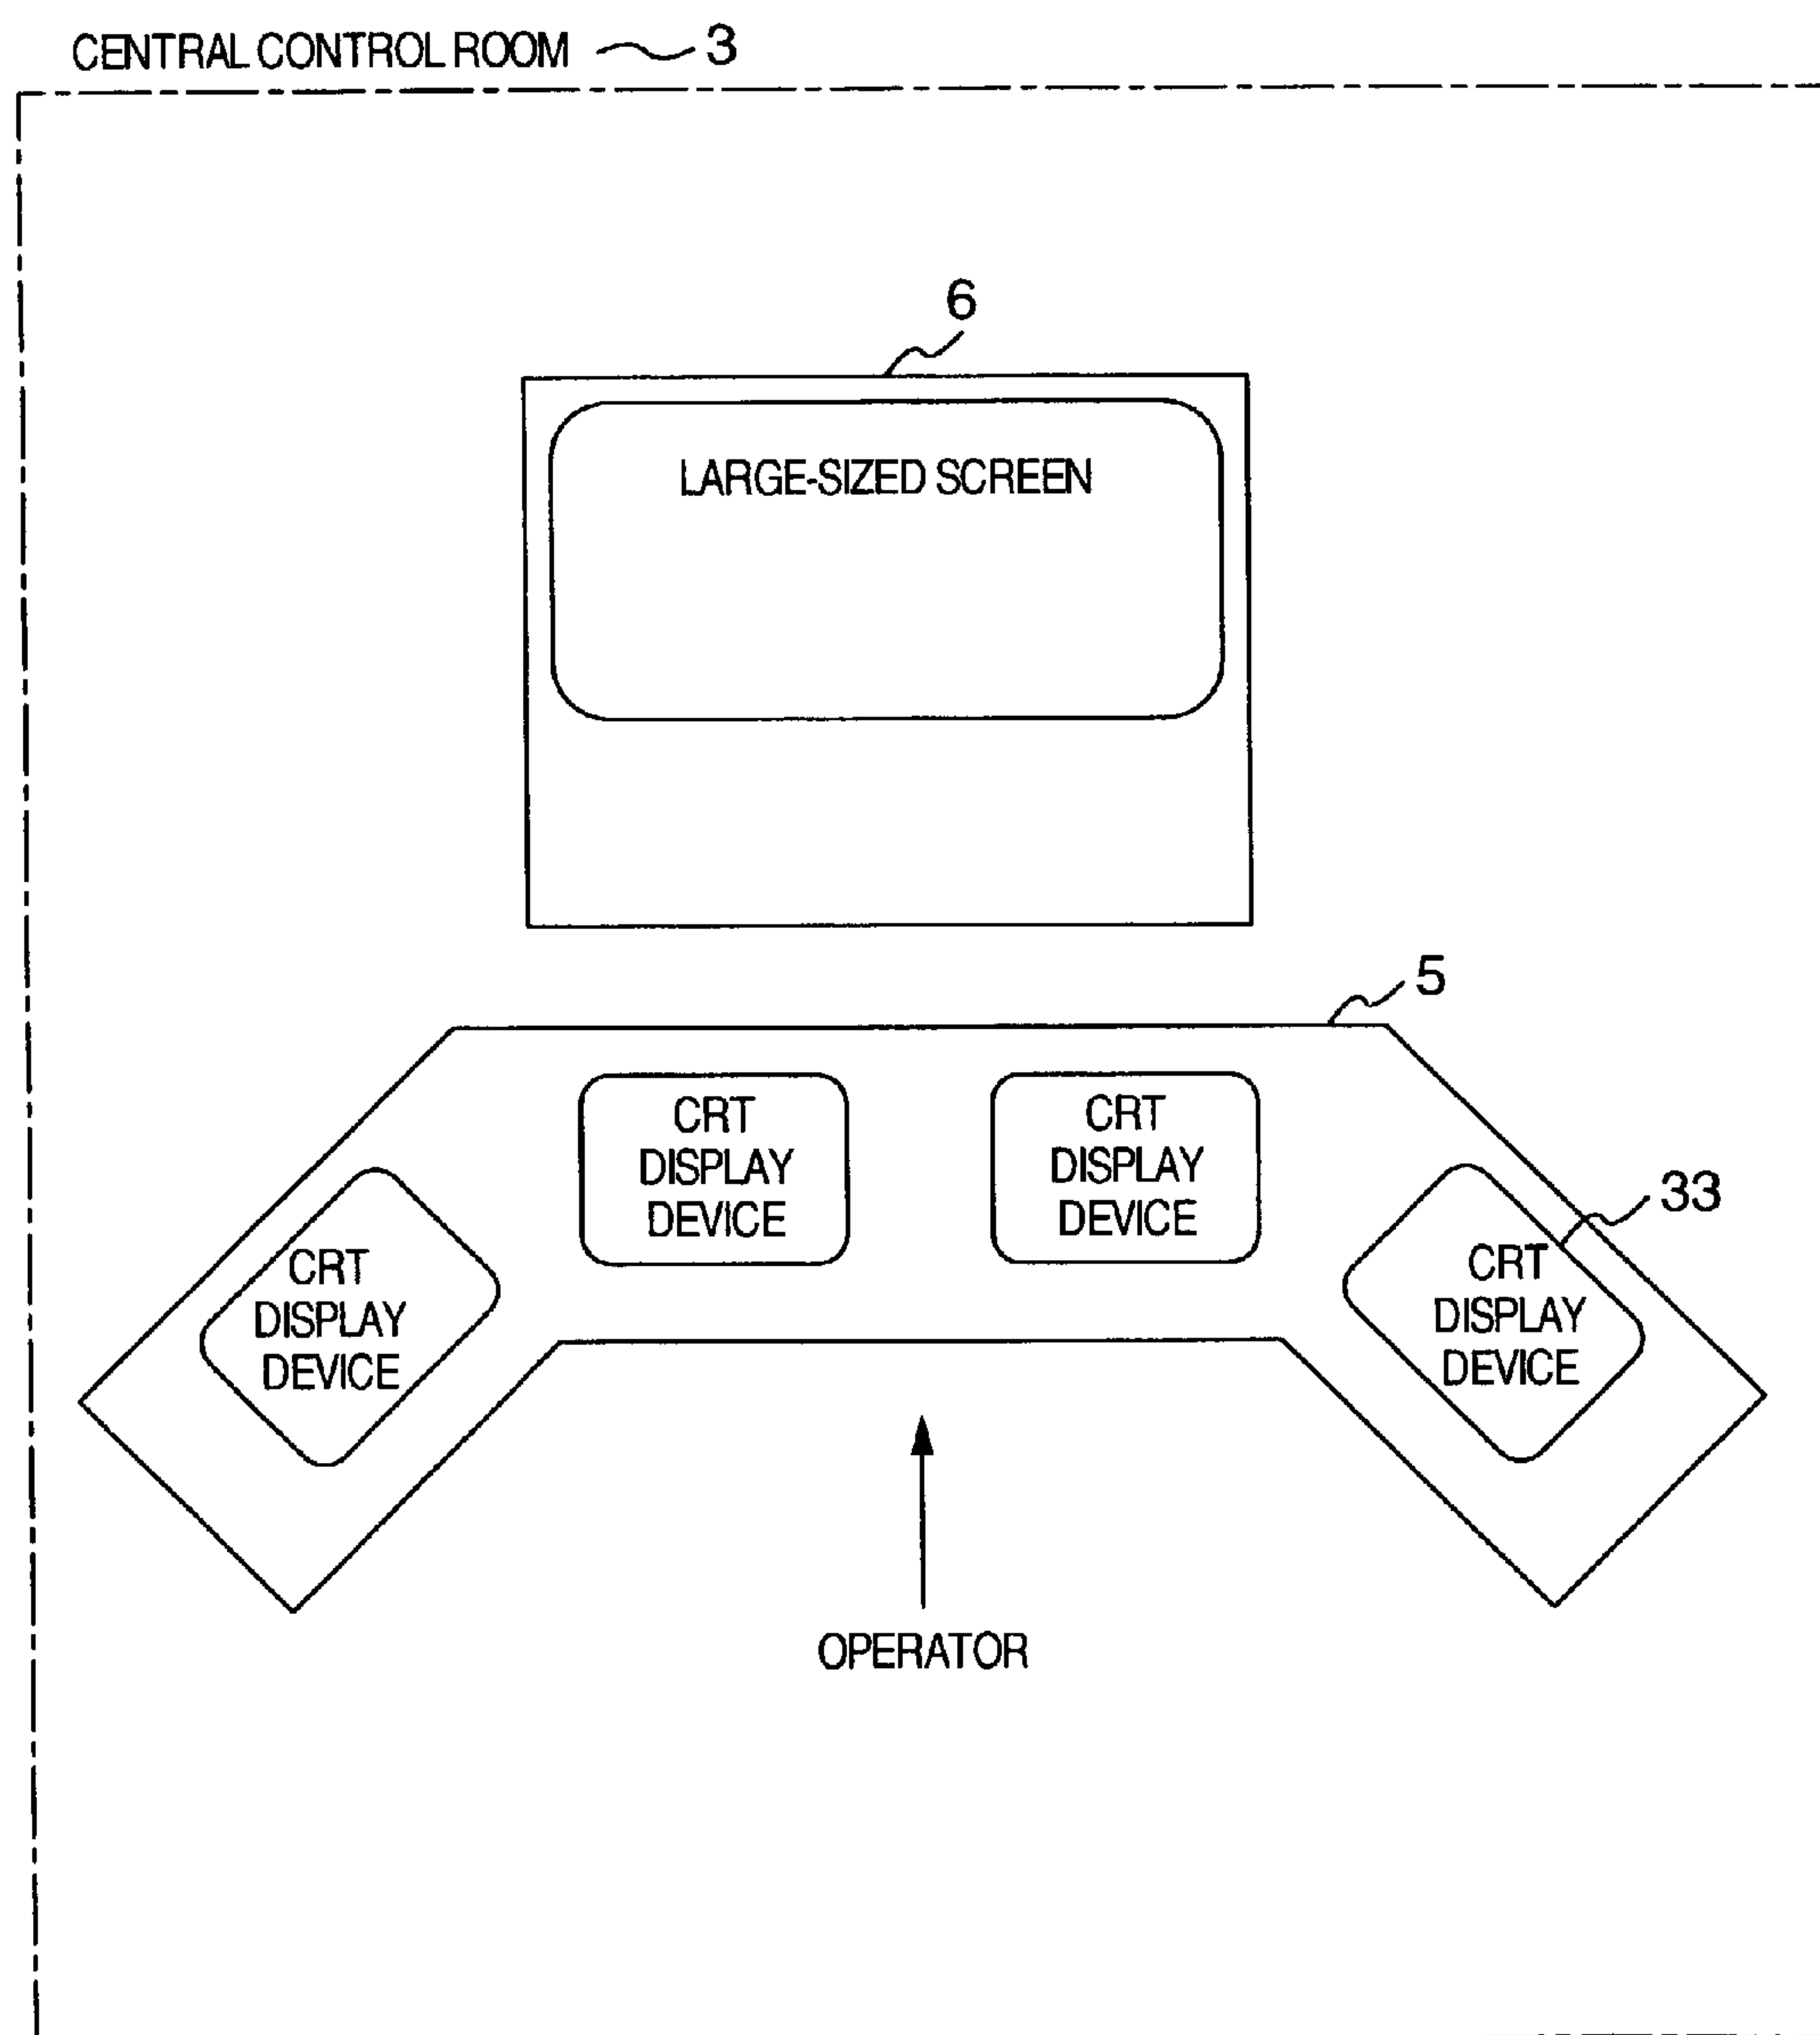 CENTRAL CONTROL ROOM 3
6
LARGE-SIZED SCREEN
5
CRT
DISPLAY
DEVICE
CRT
DISPLAY
DEVICE
33
CRT
DISPLAY
DEVICE
CRT
DISPLAY
DEVICE
OPERATOR